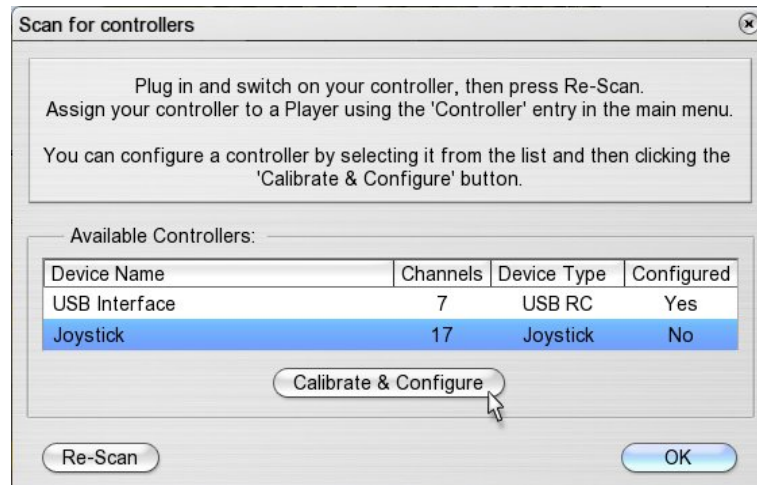 Scan for controllers
Plug in and switch on your controller, then press Re-Scan.
Assign your controller to a Player using the 'Controller' entry in the main menu.
You can configure a controller by selecting it from the list and then clicking the
'Calibrate & Configure' button.
Available Controllers:
Device Name Channels Device Type Configured
USB Interface 7 USB RC Yes
Joystick 17 Joystick No
Calibrate & Configure
Re-Scan OK